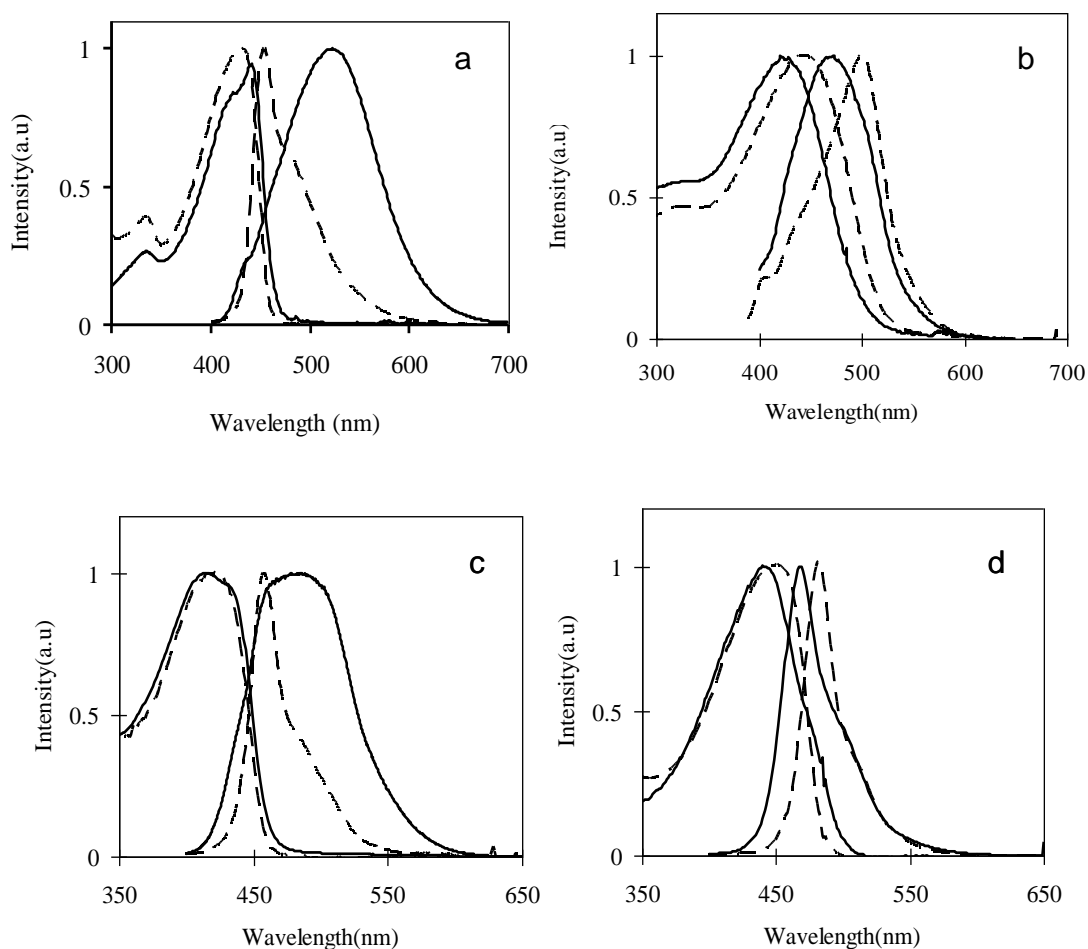 a
1
0.5
0
Intensity(a.u)
300 400 500 600 700
Wavelength (nm)
b
1
0.5
0
Intensity(a.u)
300 400 500 600 700
Wavelength(nm)
c
1
0.5
0
Intensity(a.u)
350 450 550 650
Wavelength(nm)
d
1
0.5
0
Intensity(a.u)
350 450 550 650
Wavelength(nm)